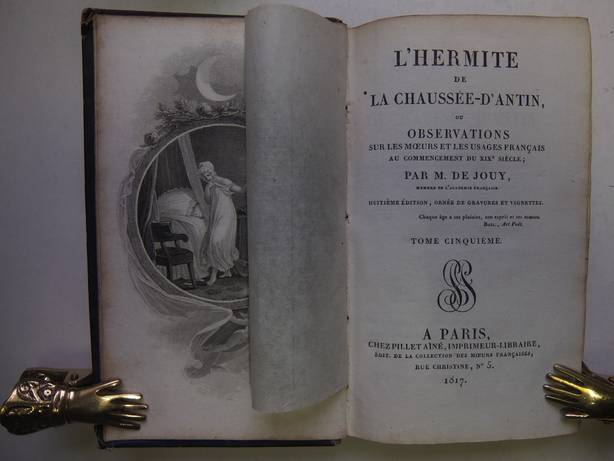 L'HERMITE
DE
LA CHAUSSÉE-D'ANTIN,
OU
OBSERVATIONS
SUR LES MŒURS ET LES USAGES FRANÇAIS
AU COMMENCEMENT DU XIXᵉ SIÈCLE;
PAR M. DE JOUY,
MEMBRE DE L'ACADÉMIE FRANÇAISE.
HUITIÈME ÉDITION, ORNÉE DE GRAVURES ET VIGNETTES.
Chaque âge a ses plaisirs, son esprit et ses mœurs.
BOIL., Art Poët.
TOME CINQUIÈME.
A PARIS,
CHEZ PILLET AÎNÉ, IMPRIMEUR-LIBRAIRE,
ÉDIT. DE LA COLLECTION DES MŒURS FRANÇAISES,
RUE CHRISTINE, Nº 5.
1817.